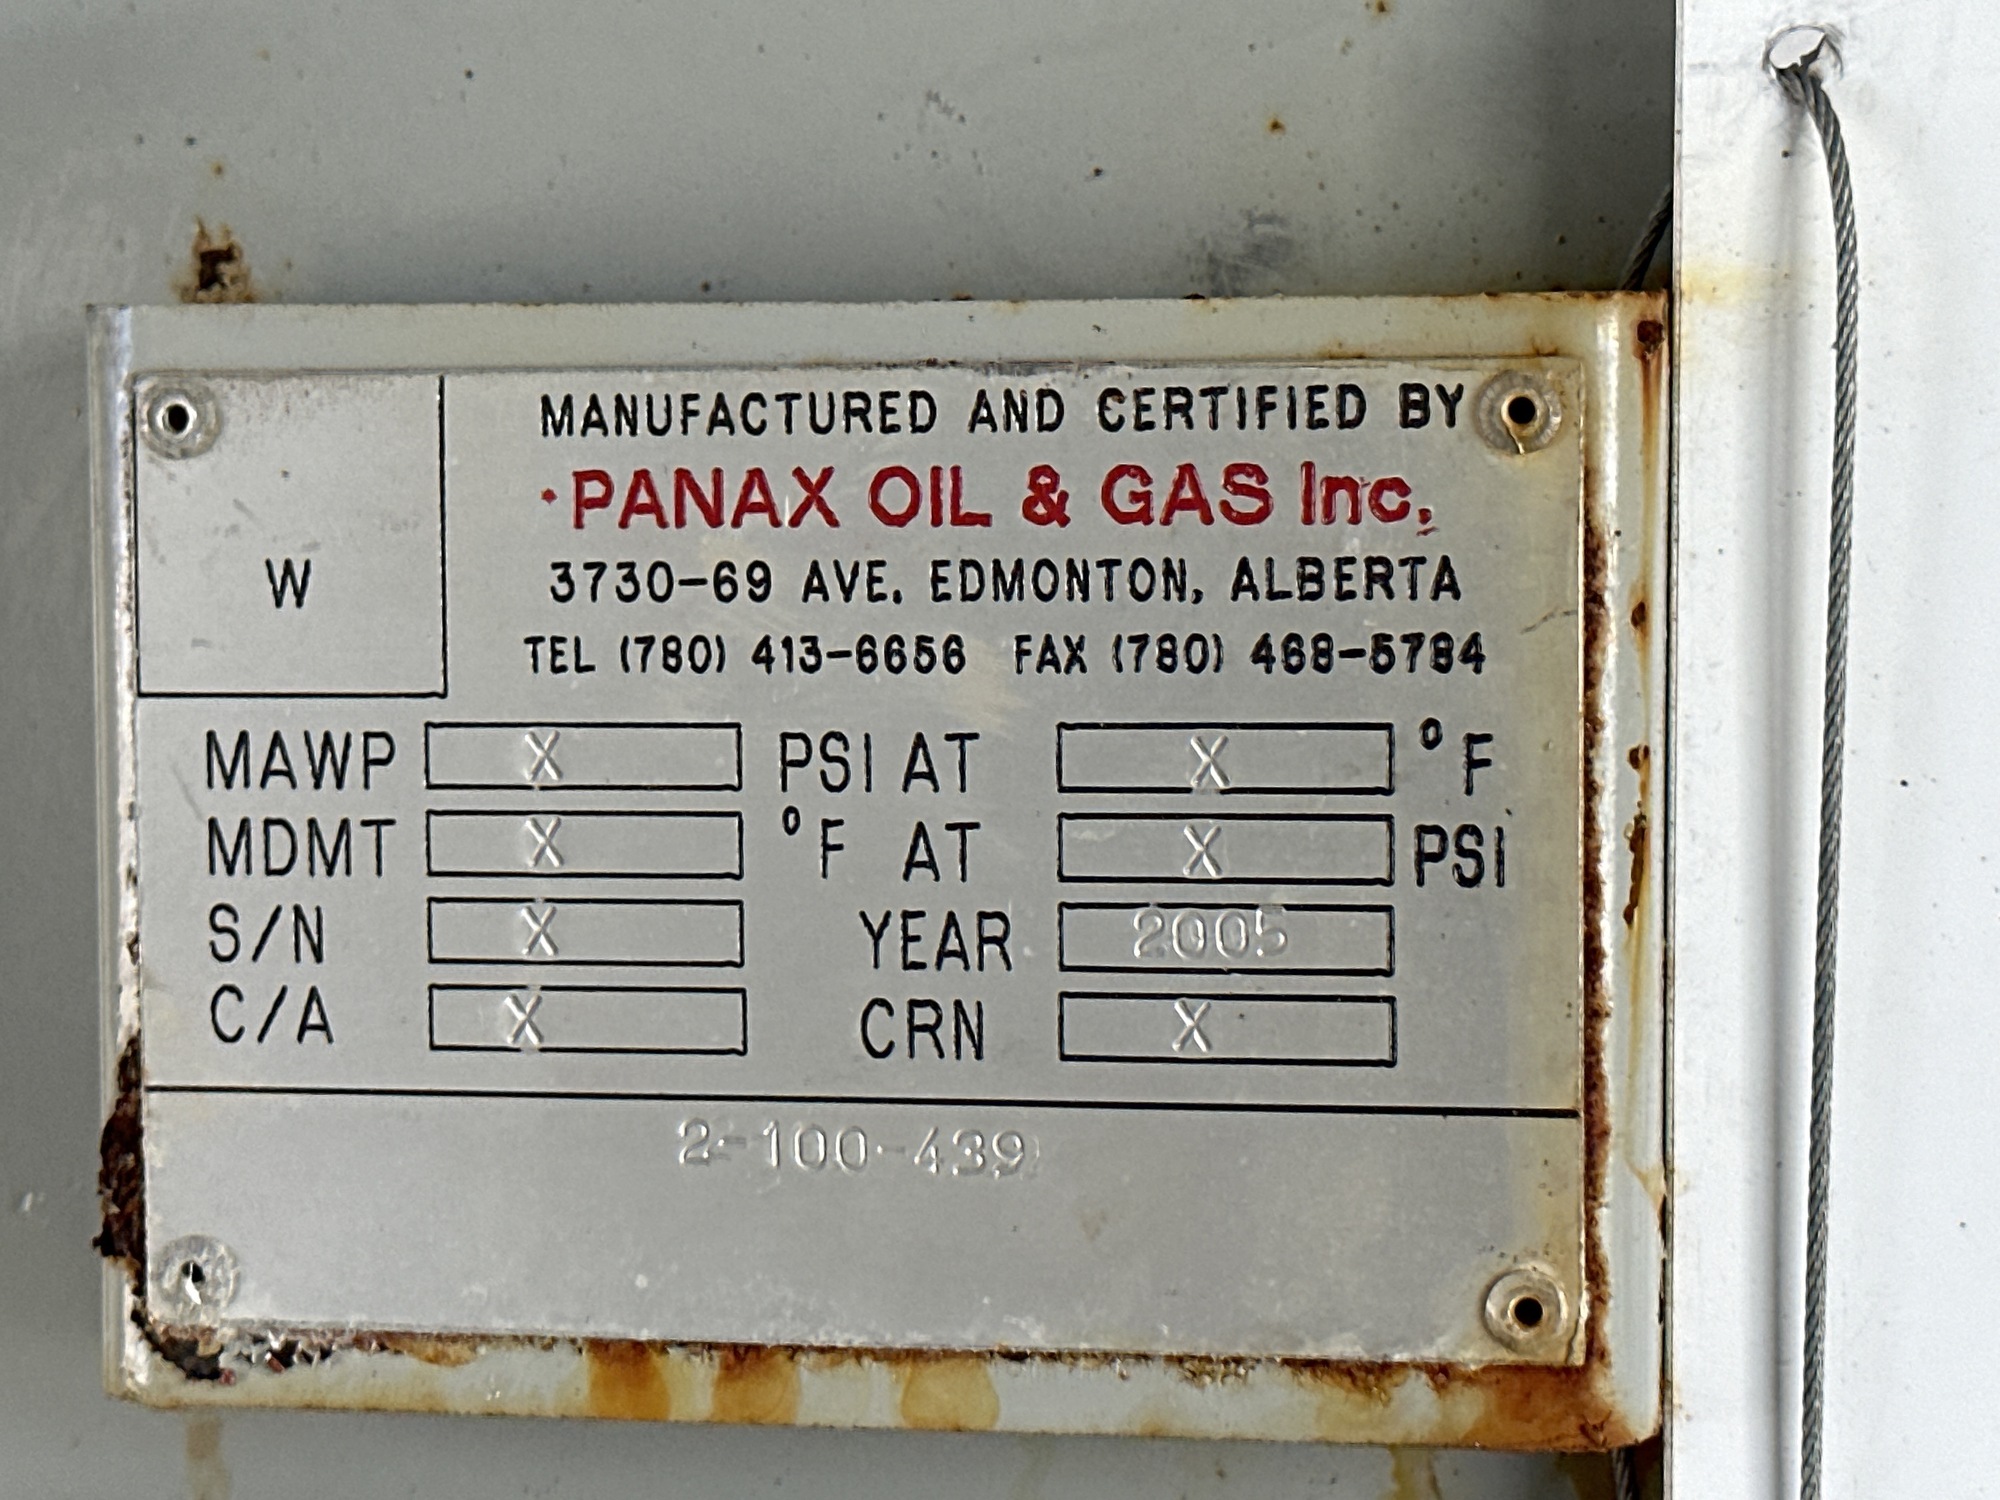 MANUFACTURED AND CERTIFIED BY
·PANAX OIL & GAS Inc.
W
3730-69 AVE. EDMONTON, ALBERTA
TEL (780) 413-6656 FAX (780) 468-5784
MAWP X PSI AT X °F
MDMT X °F AT X PSI
S/N X YEAR 2005
C/A X CRN X
2-100-439